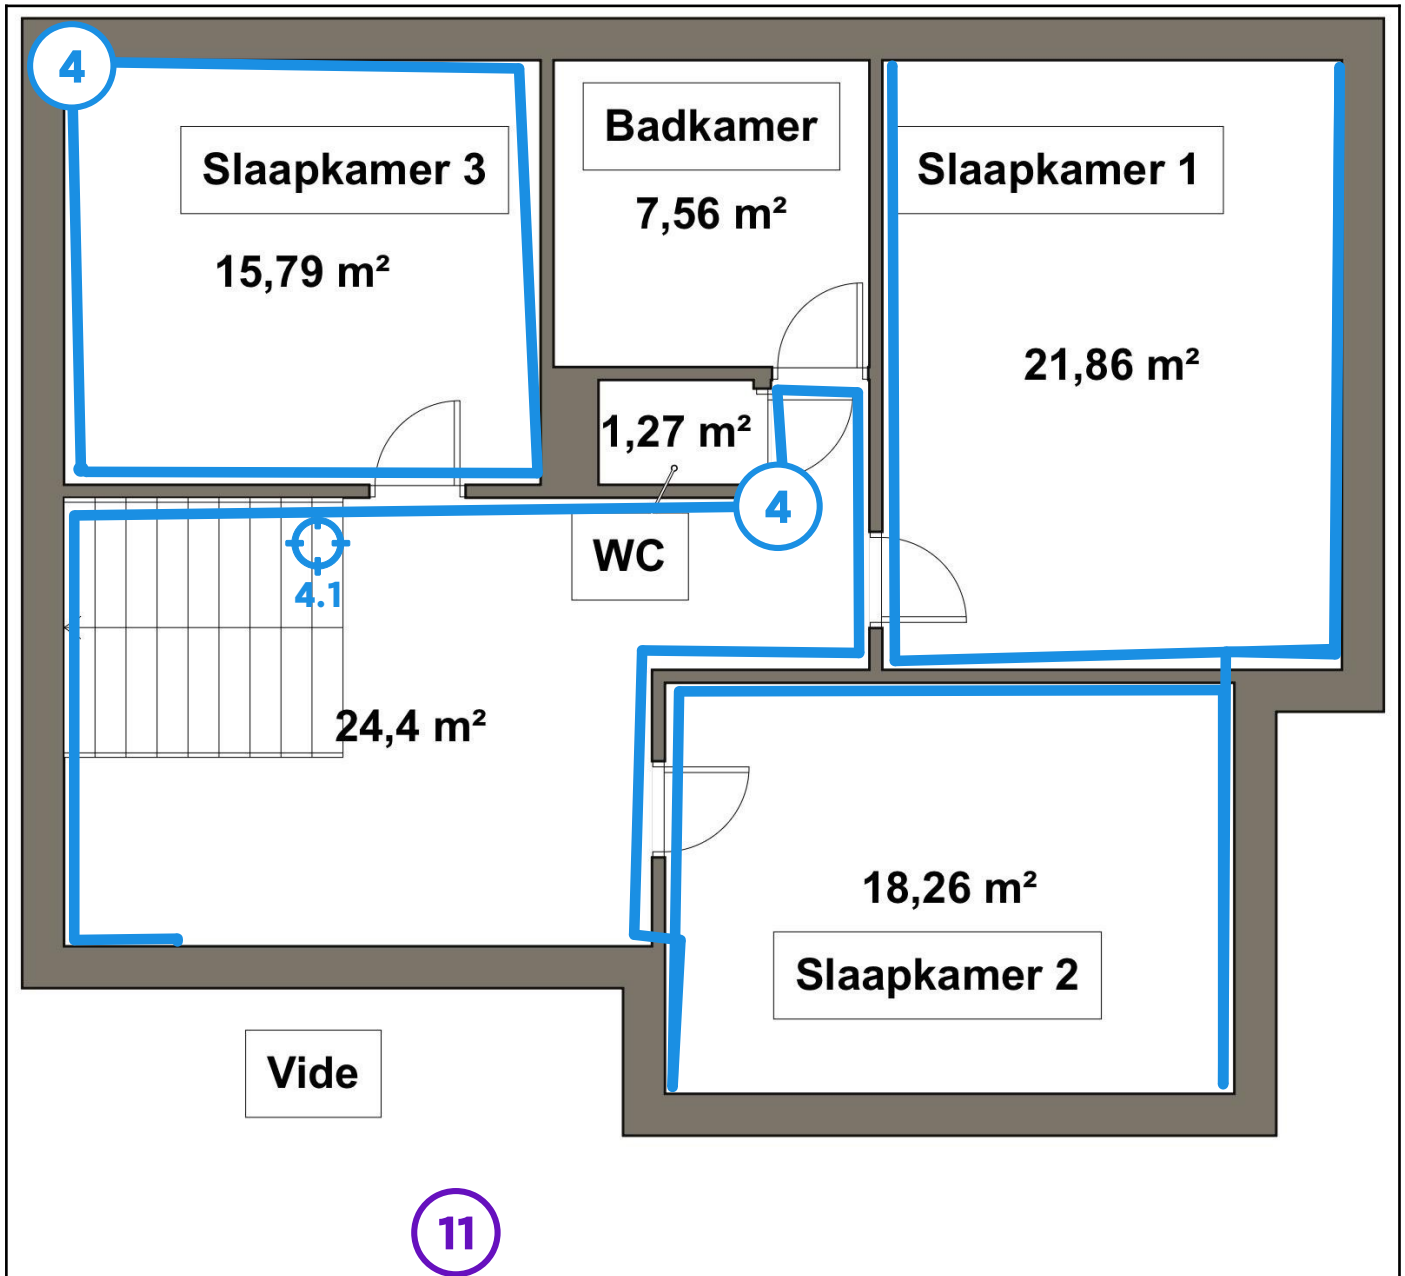 4
Badkamer
Slaapkamer 3
Slaapkamer 1
7,56 m²
15,79 m²
21,86 m²
1,27 m²
4
WC
4.1
24,4 m²
18,26 m²
Slaapkamer 2
Vide
11